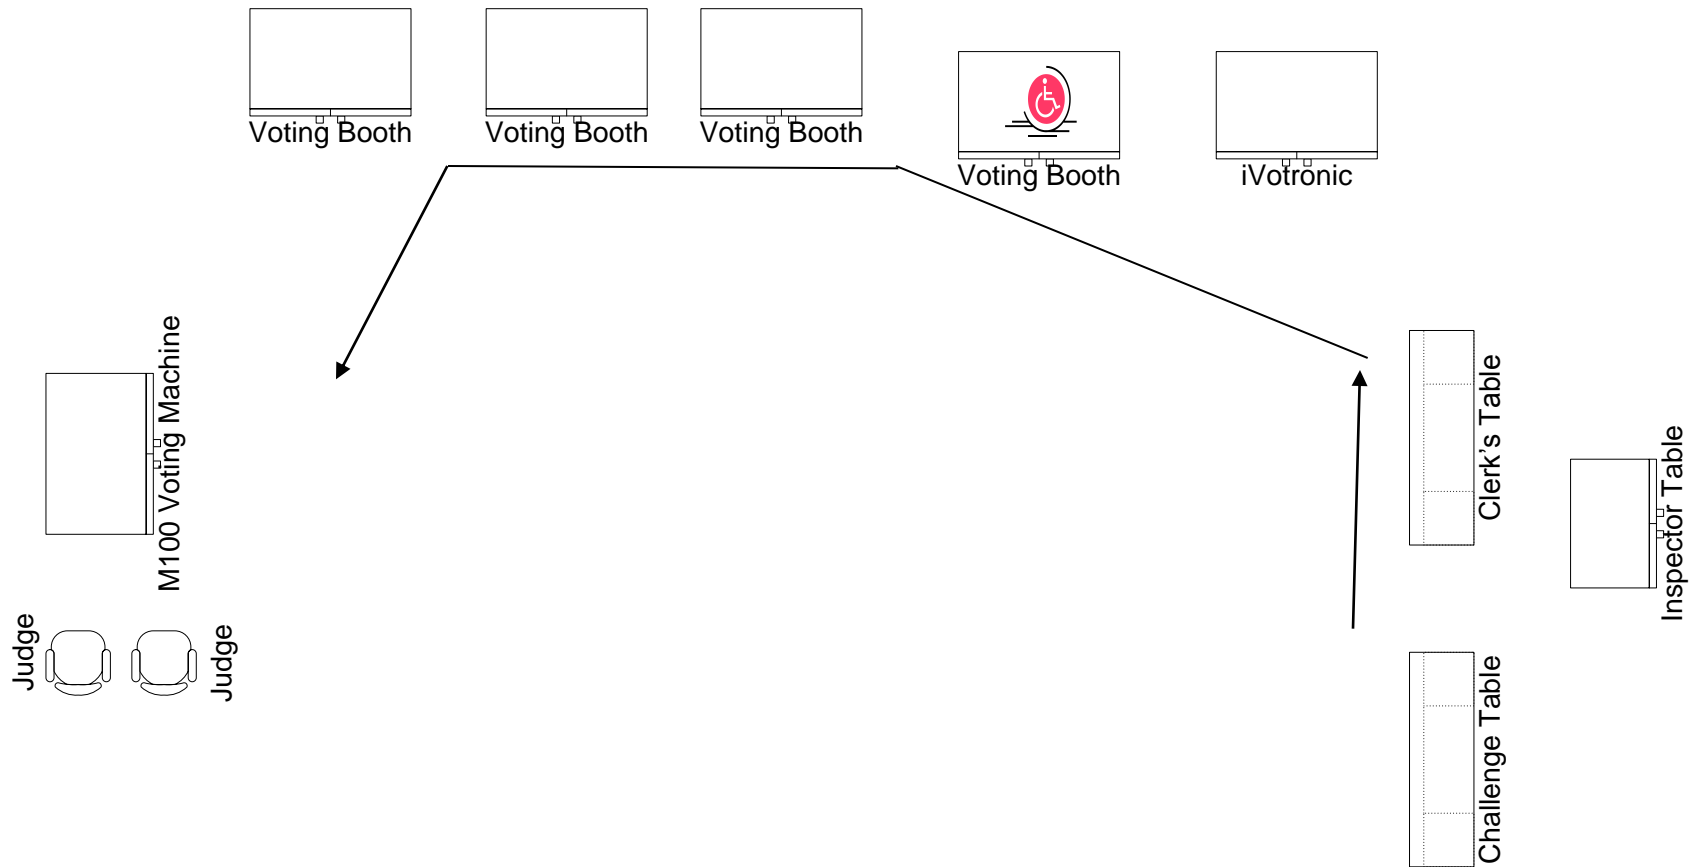 Voting Booth
Voting Booth
Voting Booth
Voting Booth
iVotronic
M100 Voting Machine
Clerk’s Table
Inspector Table
Judge
Judge
Challenge Table